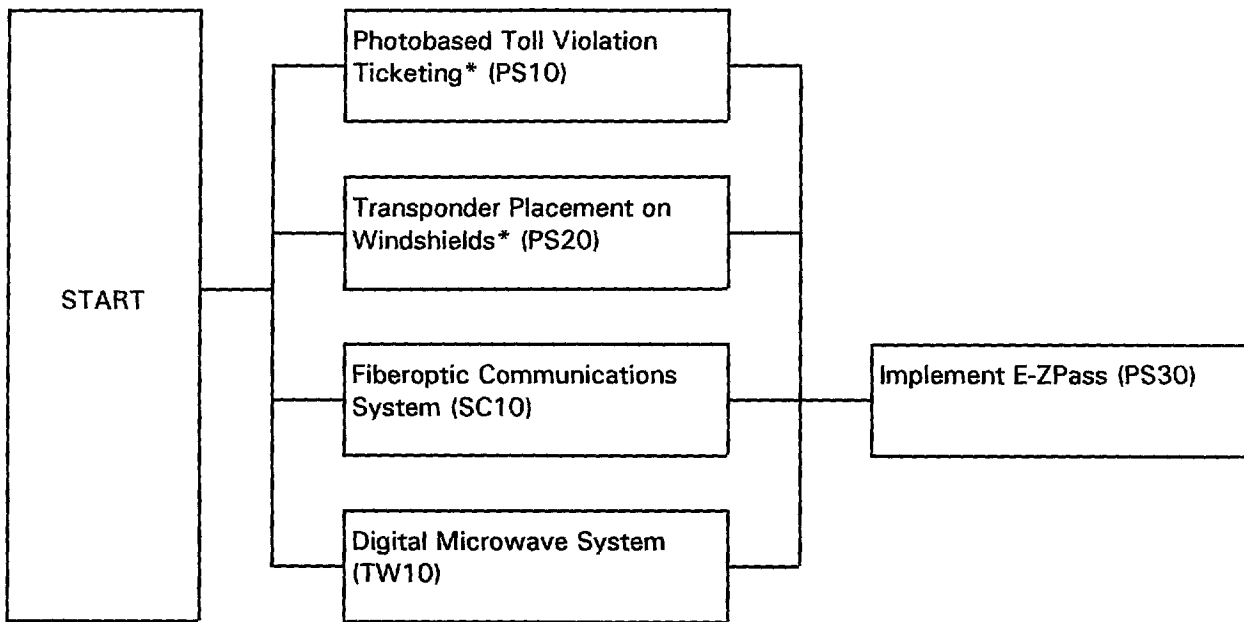 START
Photobased Toll Violation
Ticketing* (PS10)
Transponder Placement on
Windshields* (PS20)
Fiberoptic Communications
System (SC10)
Digital Microwave System
(TW10)
Implement E-ZPass (PS30)